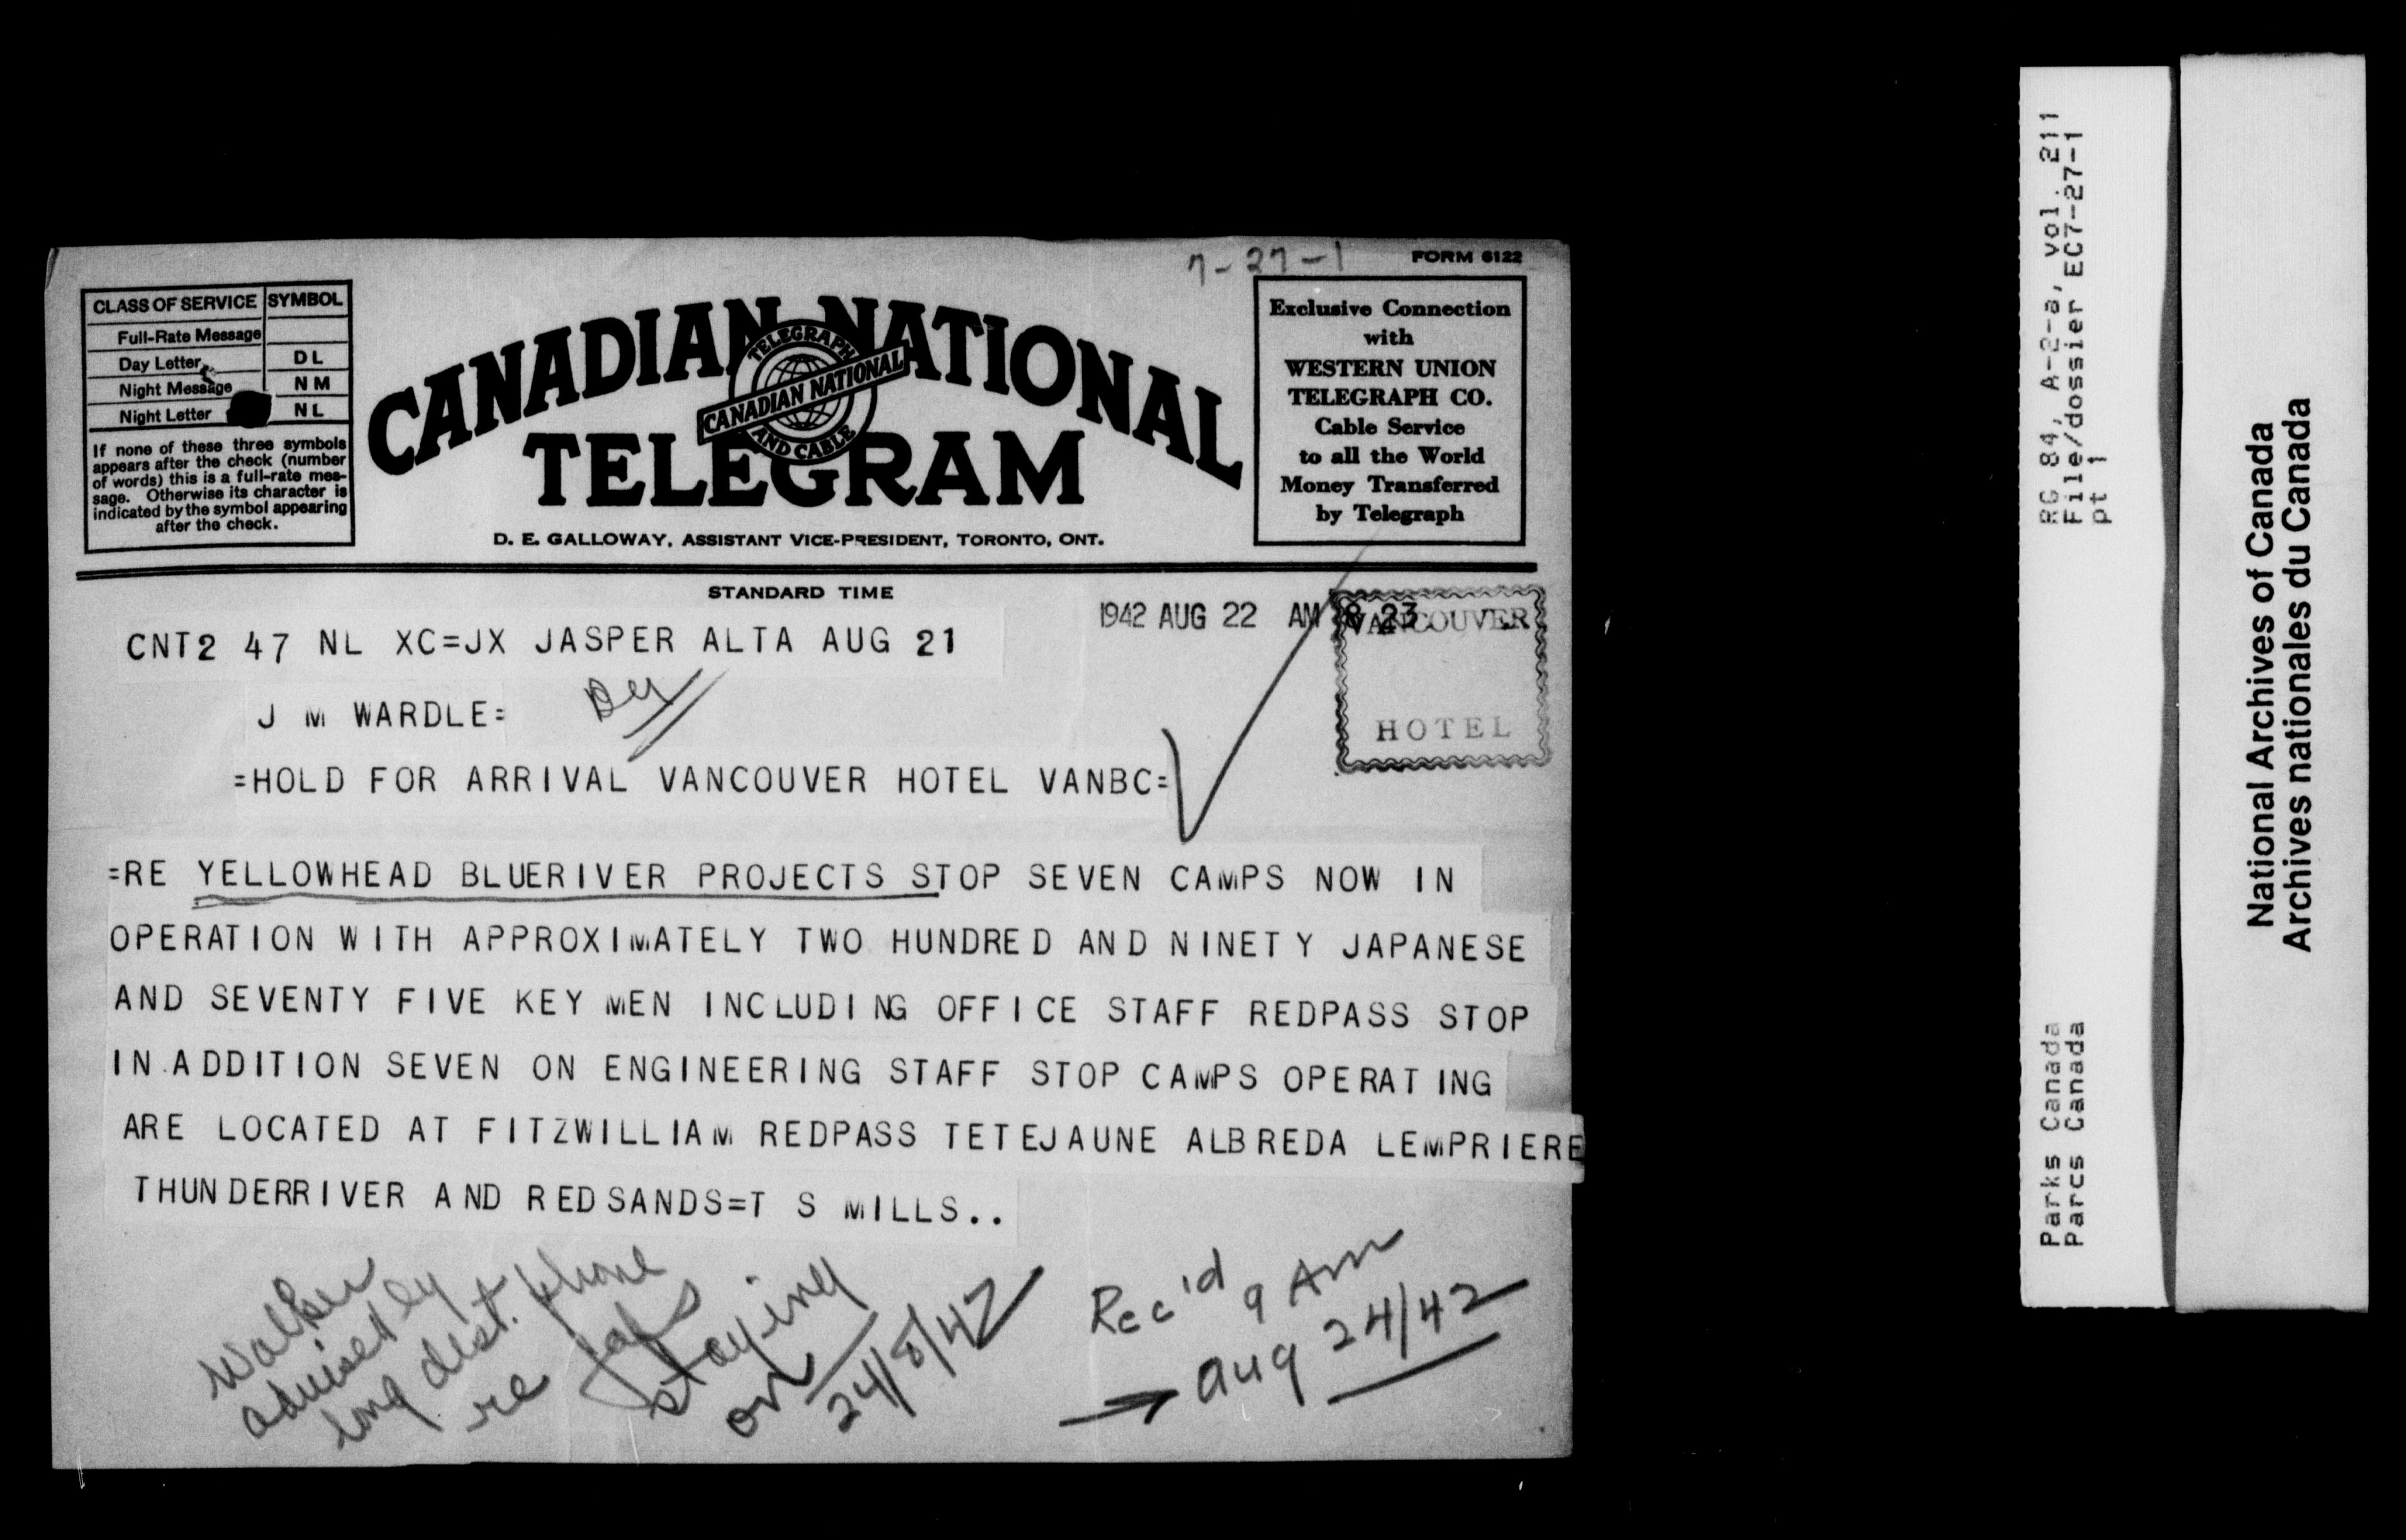 7-27-1
FORM 6122
CLASS OF SERVICE SYMBOL
Full-Rate Message
Day Letter DL
Night Message NM
Night Letter NL
If none of these three symbols
appears after the check (number
of words) this is a full-rate mes-
sage. Otherwise its character is
indicated by the symbol appearing
after the check.
CANADIAN NATIONAL
TELEGRAPH
CANADIAN NATIONAL
AND CABLE
TELEGRAM
D. E. GALLOWAY, ASSISTANT VICE-PRESIDENT, TORONTO, ONT.
Exclusive Connection
with
WESTERN UNION
TELEGRAPH CO.
Cable Service
to all the World
Money Transferred
by Telegraph
STANDARD TIME
1942 AUG 22 AM 8 23
VANCOUVER
HOTEL
CNT2 47 NL XC=JX JASPER ALTA AUG 21
J M WARDLE=
=HOLD FOR ARRIVAL VANCOUVER HOTEL VANBC=
=RE YELLOWHEAD BLUERIVER PROJECTS STOP SEVEN CAMPS NOW IN
OPERATION WITH APPROXIMATELY TWO HUNDRED AND NINETY JAPANESE
AND SEVENTY FIVE KEY MEN INCLUDING OFFICE STAFF REDPASS STOP
IN ADDITION SEVEN ON ENGINEERING STAFF STOP CAMPS OPERATING
ARE LOCATED AT FITZWILLIAM REDPASS TETEJAUNE ALBREDA LEMPRIERE
THUNDERRIVER AND REDSANDS=T S MILLS..
Walker
advised by
long dist. phone
re Japs
staying
on
24/8/42
Rec'd 9 Am
Aug 24/42
RG 84, A-2-a, vol. 211
File/dossier EC7-27-1
pt 1
Parks Canada
Parcs Canada
National Archives of Canada
Archives nationales du Canada